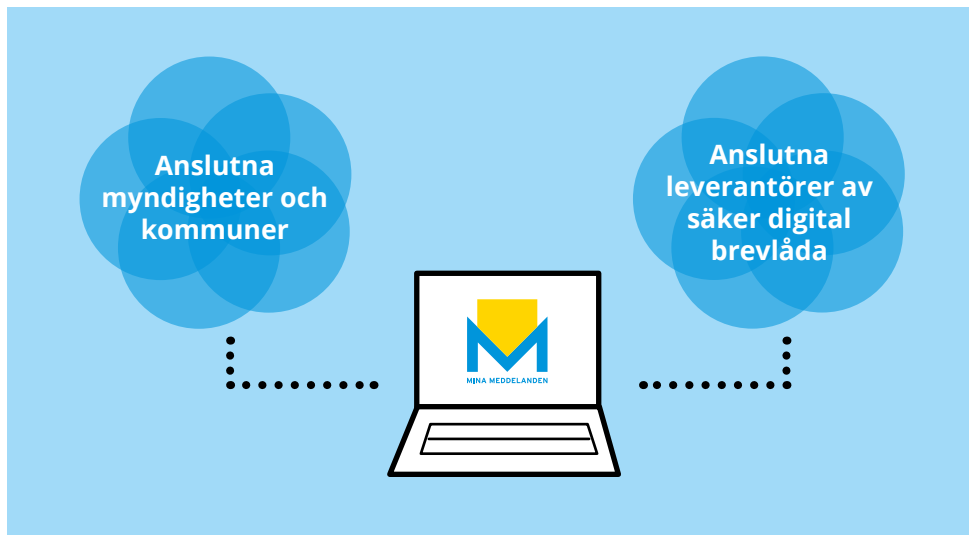 Anslutna
myndigheter och
kommuner
Anslutna
leverantörer av
säker digital
brevlåda
MINA MEDDELANDEN